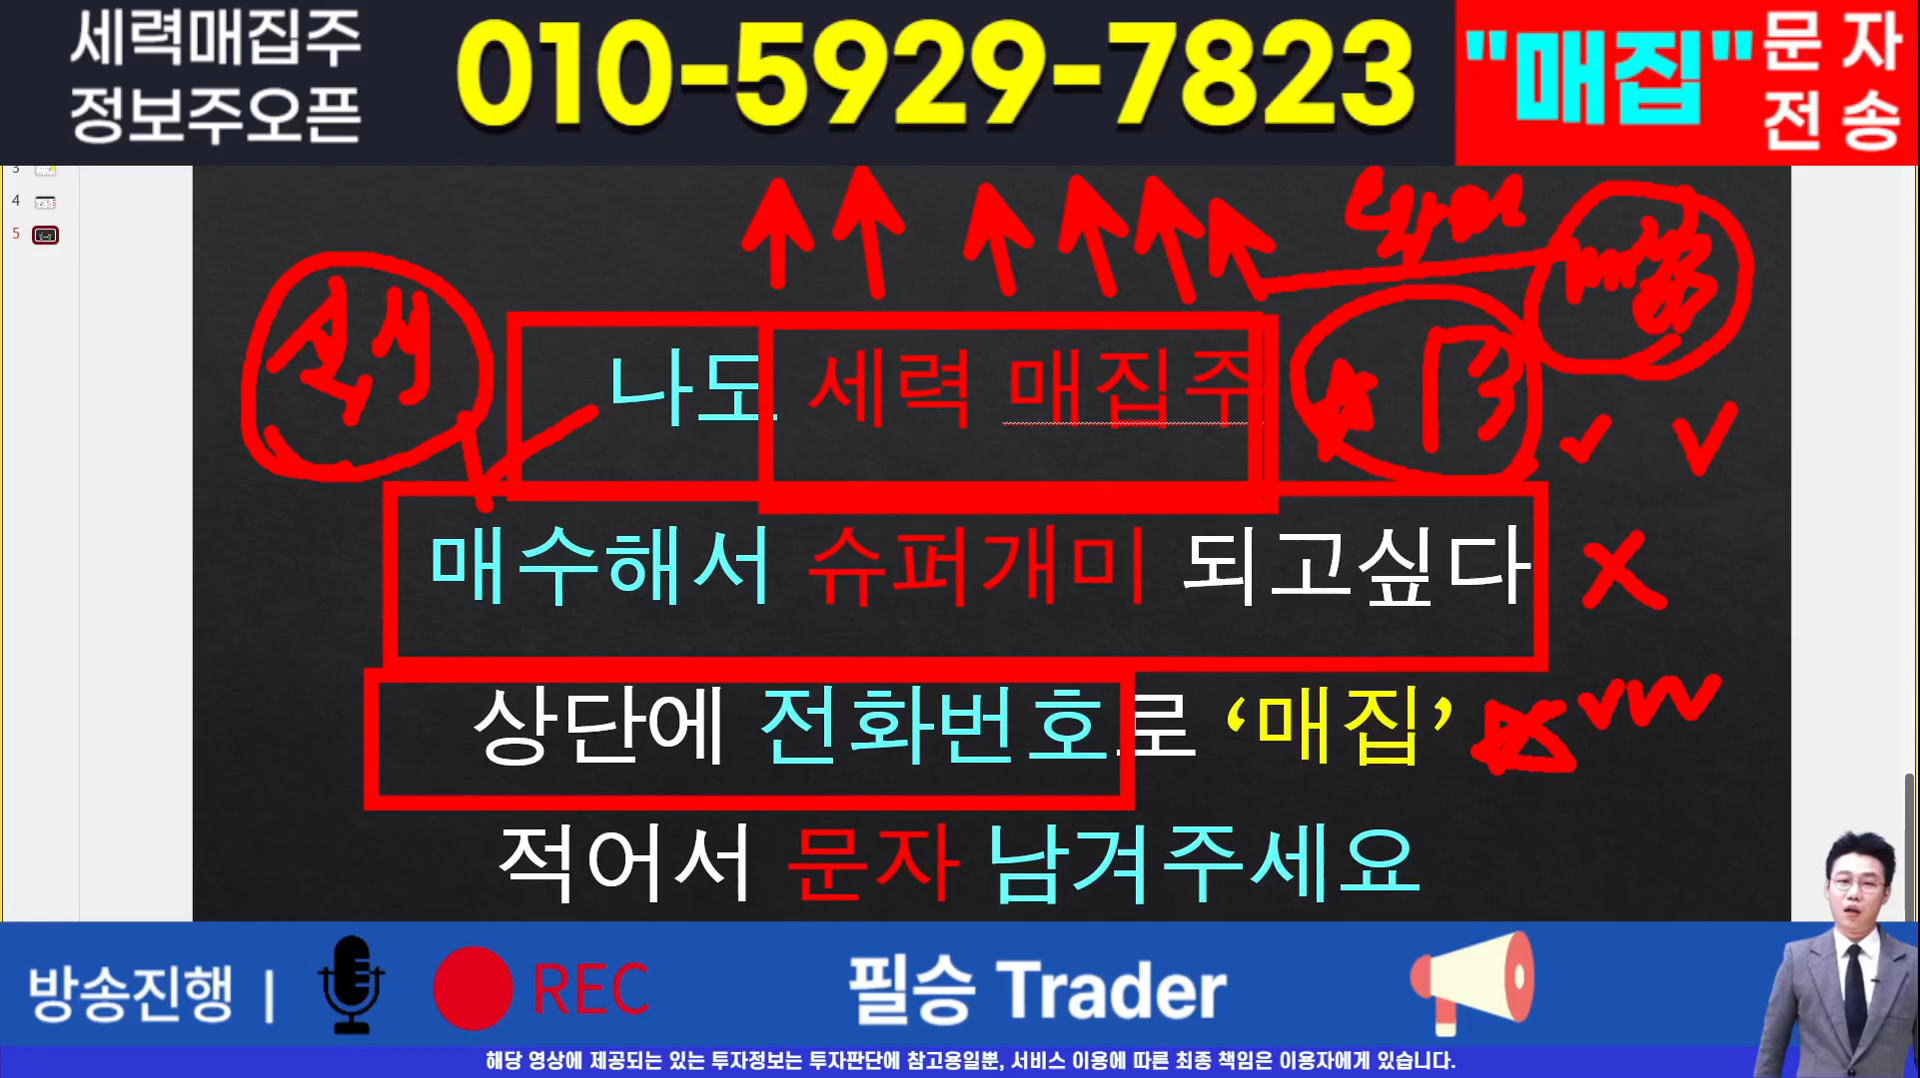 세력매집주
정보주오픈
010-5929-7823
"매집"
문자
전송
3
4
5
나도 세력 매집주
매수해서 슈퍼개미 되고싶다
상단에 전화번호로 ‘매집’
적어서 문자 남겨주세요
방송진행 |
REC
필승 Trader
해당 영상에 제공되는 있는 투자정보는 투자판단에 참고용일뿐, 서비스 이용에 따른 최종 책임은 이용자에게 있습니다.